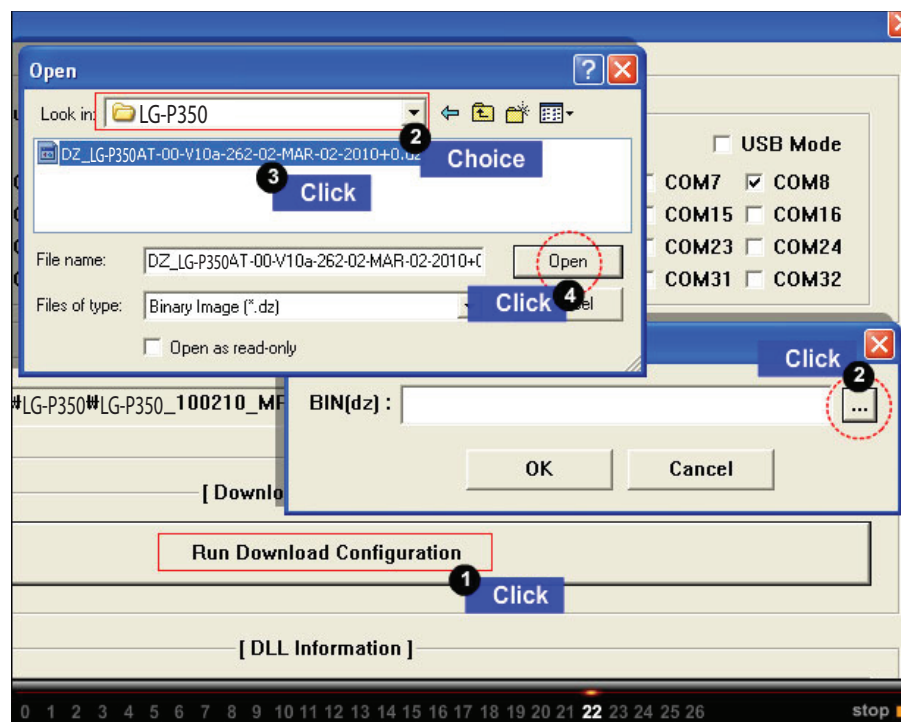 Open
Look in: LG-P350
2
Choice
DZ_LG-P350AT-00-V10a-262-02-MAR-02-2010+0.dz
3
Click
USB Mode
COM7 COM8
COM15 COM16
COM23 COM24
COM31 COM32
File name: DZ_LG-P350AT-00-V10a-262-02-MAR-02-2010+(
Open
Files of type: Binary Image (*.dz)
Click 4
Open as read-only
Click
2
#LG-P350#LG-P350_100210_MF
BIN(dz) :
...
OK Cancel
[ Downlo
Run Download Configuration
1
Click
[ DLL Information ]
0 1 2 3 4 5 6 7 8 9 10 11 12 13 14 15 16 17 18 19 20 21 22 23 24 25 26 stop